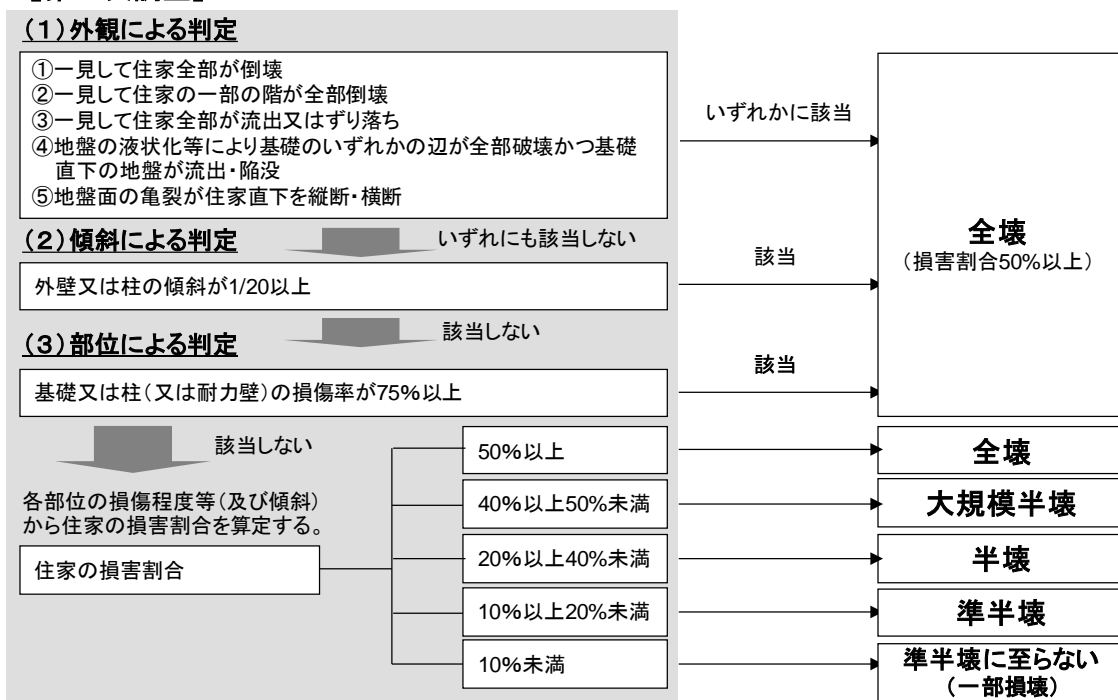 (1)外観による判定
①一見して住家全部が倒壊
②一見して住家の一部の階が全部倒壊
③一見して住家全部が流出又はずり落ち
④地盤の液状化等により基礎のいずれかの辺が全部破壊かつ基礎
直下の地盤が流出・陥没
⑤地盤面の亀裂が住家直下を縦断・横断
いずれかに該当
全壊
(損害割合50%以上)
(2)傾斜による判定
いずれにも該当しない
外壁又は柱の傾斜が1/20以上
該当
(3)部位による判定
該当しない
基礎又は柱(又は耐力壁)の損傷率が75%以上
該当
該当しない
各部位の損傷程度等(及び傾斜)
から住家の損害割合を算定する。
住家の損害割合
50%以上
全壊
40%以上50%未満
大規模半壊
20%以上40%未満
半壊
10%以上20%未満
準半壊
10%未満
準半壊に至らない
(一部損壊)